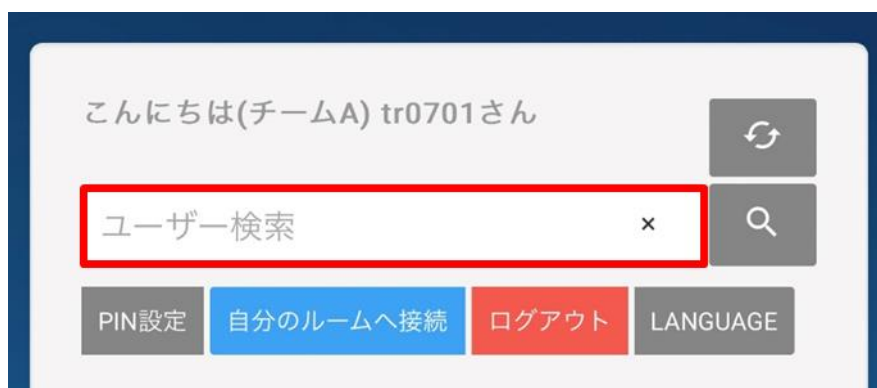 こんにちは(チームA) tr0701さん
ユーザー検索 ×
PIN設定 自分のルームへ接続 ログアウト LANGUAGE